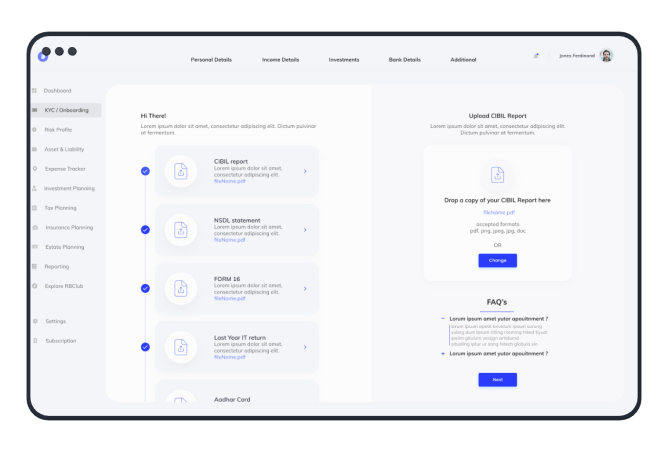 Personal Details
Income Details
Investments
Bank Details
Additional
Jones Ferdinand
Dashboard
KYC / Onboarding
Risk Profile
Asset & Liability
Expense Tracker
Investment Planning
Tax Planning
Insurance Planning
Estate Planning
Reporting
Explore RBClub
Settings
Subscription
Hi There!
Lorem ipsum dolor sit amet, consectetur adipiscing elit. Dictum pulvinar
at fermentum.
CIBIL report
Lorem ipsum dolor sit amet,
consectetur adipiscing elit.
fileName.pdf
NSDL statement
Lorem ipsum dolor sit amet,
consectetur adipiscing elit.
fileName.pdf
FORM 16
Lorem ipsum dolor sit amet,
consectetur adipiscing elit.
fileName.pdf
Last Year IT return
Lorem ipsum dolor sit amet,
consectetur adipiscing elit.
fileName.pdf
Aadhar Card
Upload CIBIL Report
Lorem ipsum dolor sit amet, consectetur adipiscing elit.
Dictum pulvinar at fermentum.
Drop a copy of your CIBIL Report here
fileName.pdf
accepted formats
pdf, png, jpeg, jpg, doc
OR
Change
FAQ's
Lorum ipsum amet yutor apouitnment ?
Lorum ipsum amet yutor apouitnment ?
Next